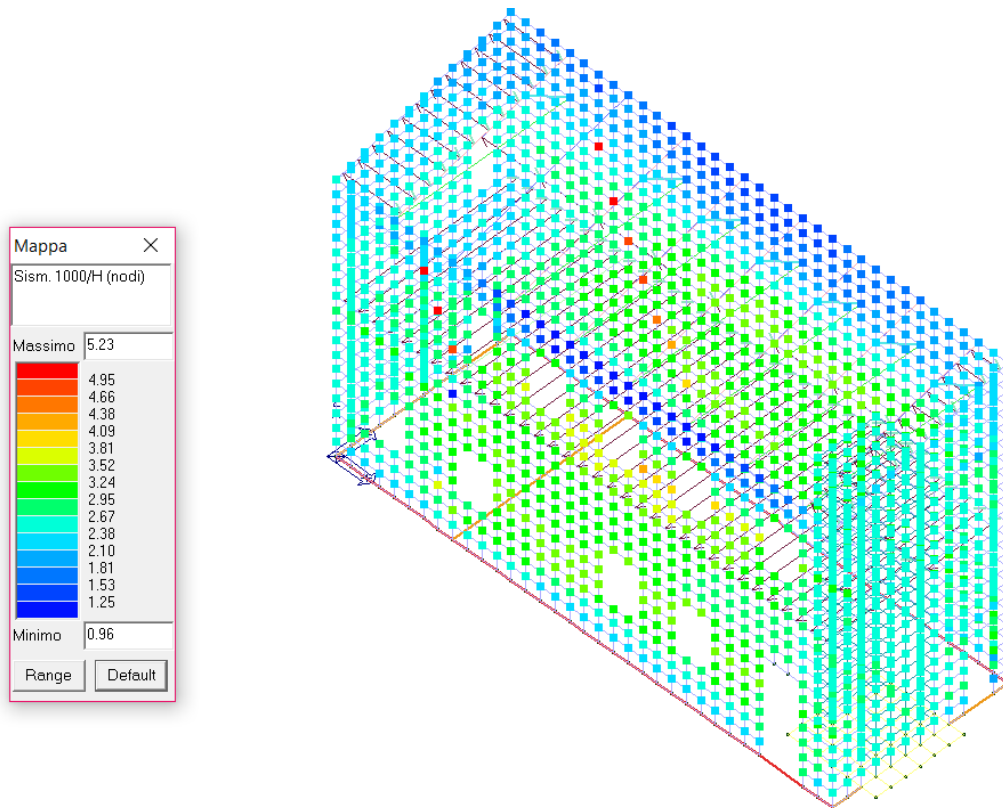 Mappa
Sism. 1000/H (nodi)
Massimo 5.23
4.95
4.66
4.38
4.09
3.81
3.52
3.24
2.95
2.67
2.38
2.10
1.81
1.53
1.25
Minimo 0.96
Range Default